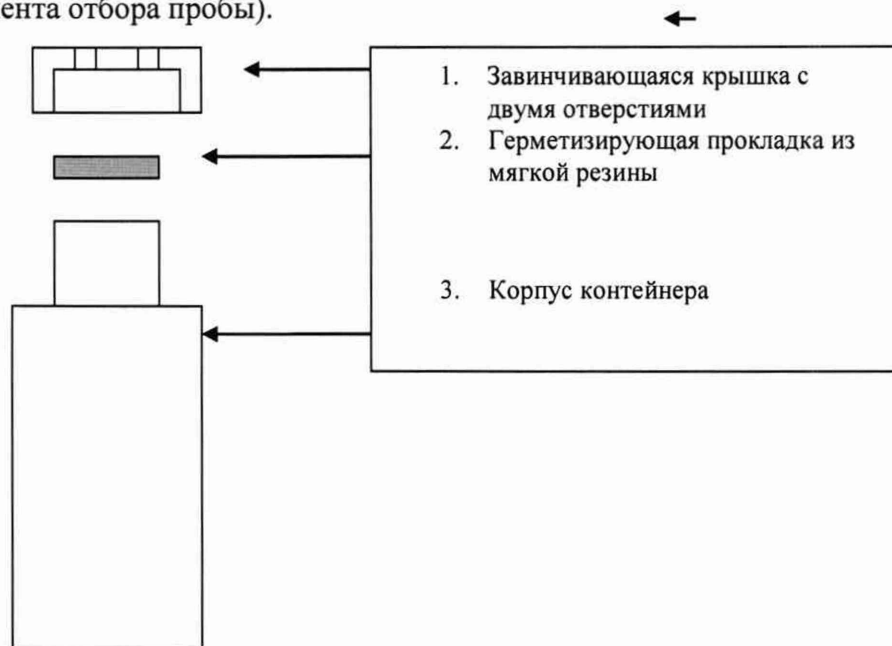 ента отбора пробы).
1. Завинчивающаяся крышка с
двумя отверстиями
2. Герметизирующая прокладка из
мягкой резины
3. Корпус контейнера